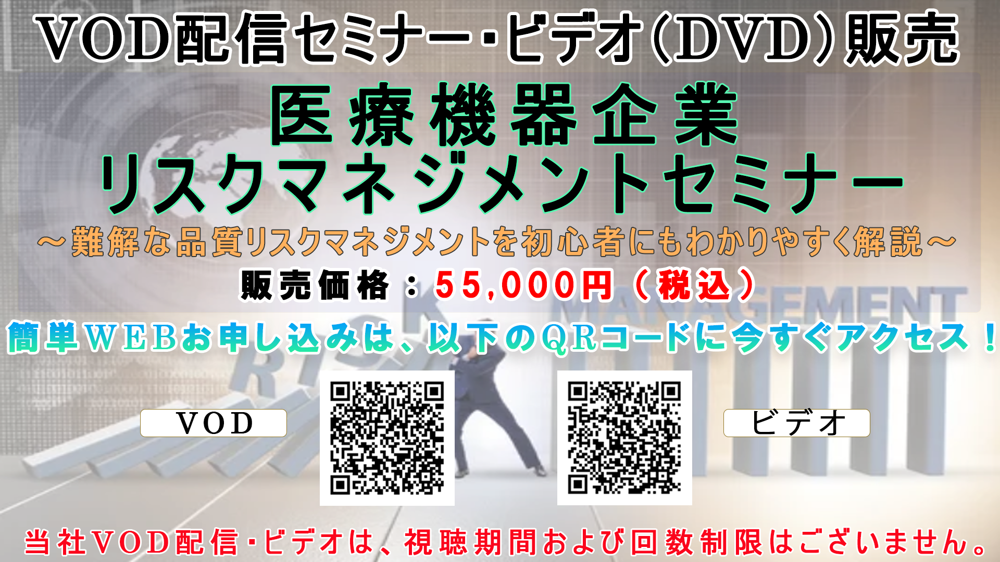 VOD配信セミナー・ビデオ（DVD）販売
医療機器企業
リスクマネジメントセミナー
～難解な品質リスクマネジメントを初心者にもわかりやすく解説～
販売価格：55,000円（税込）
RISK MANAGEMENT
簡単WEBお申し込みは、以下のQRコードに今すぐアクセス！
VOD
ビデオ
当社VOD配信・ビデオは、視聴期間および回数制限はございません。